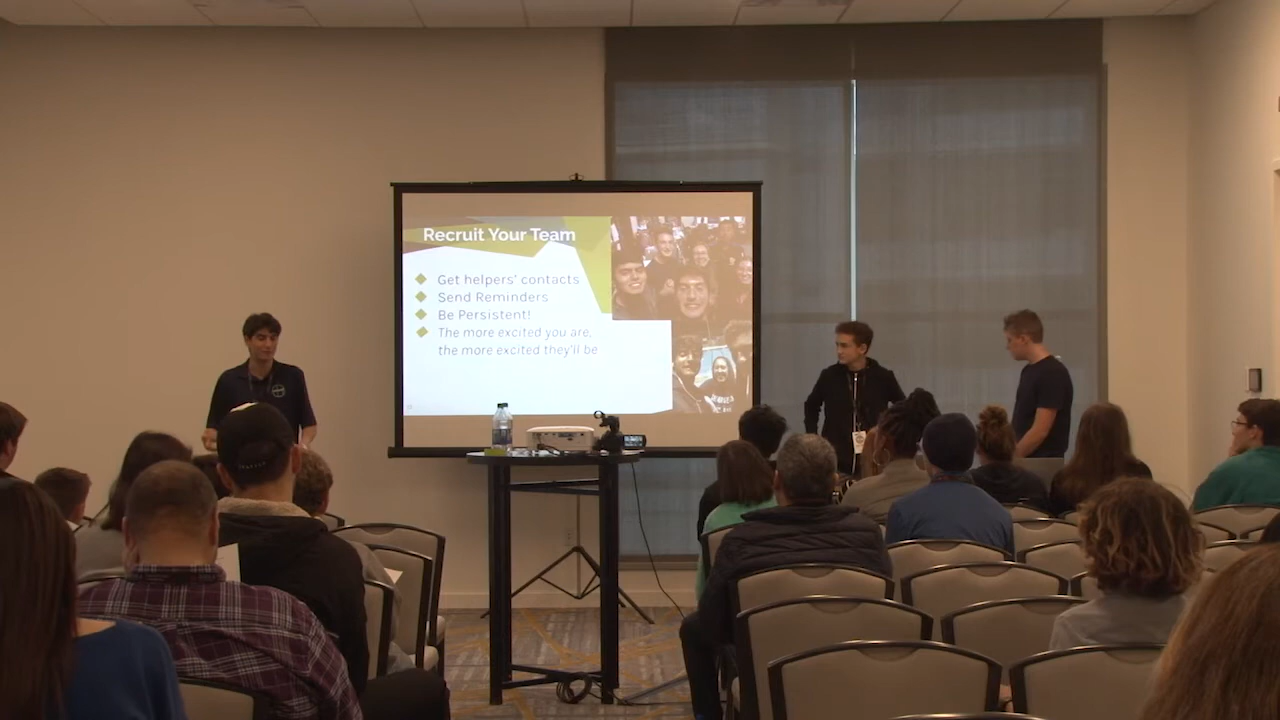 Recruit Your Team
Get helpers' contacts
Send Reminders
Be Persistent!
The more excited you are,
the more excited they'll be